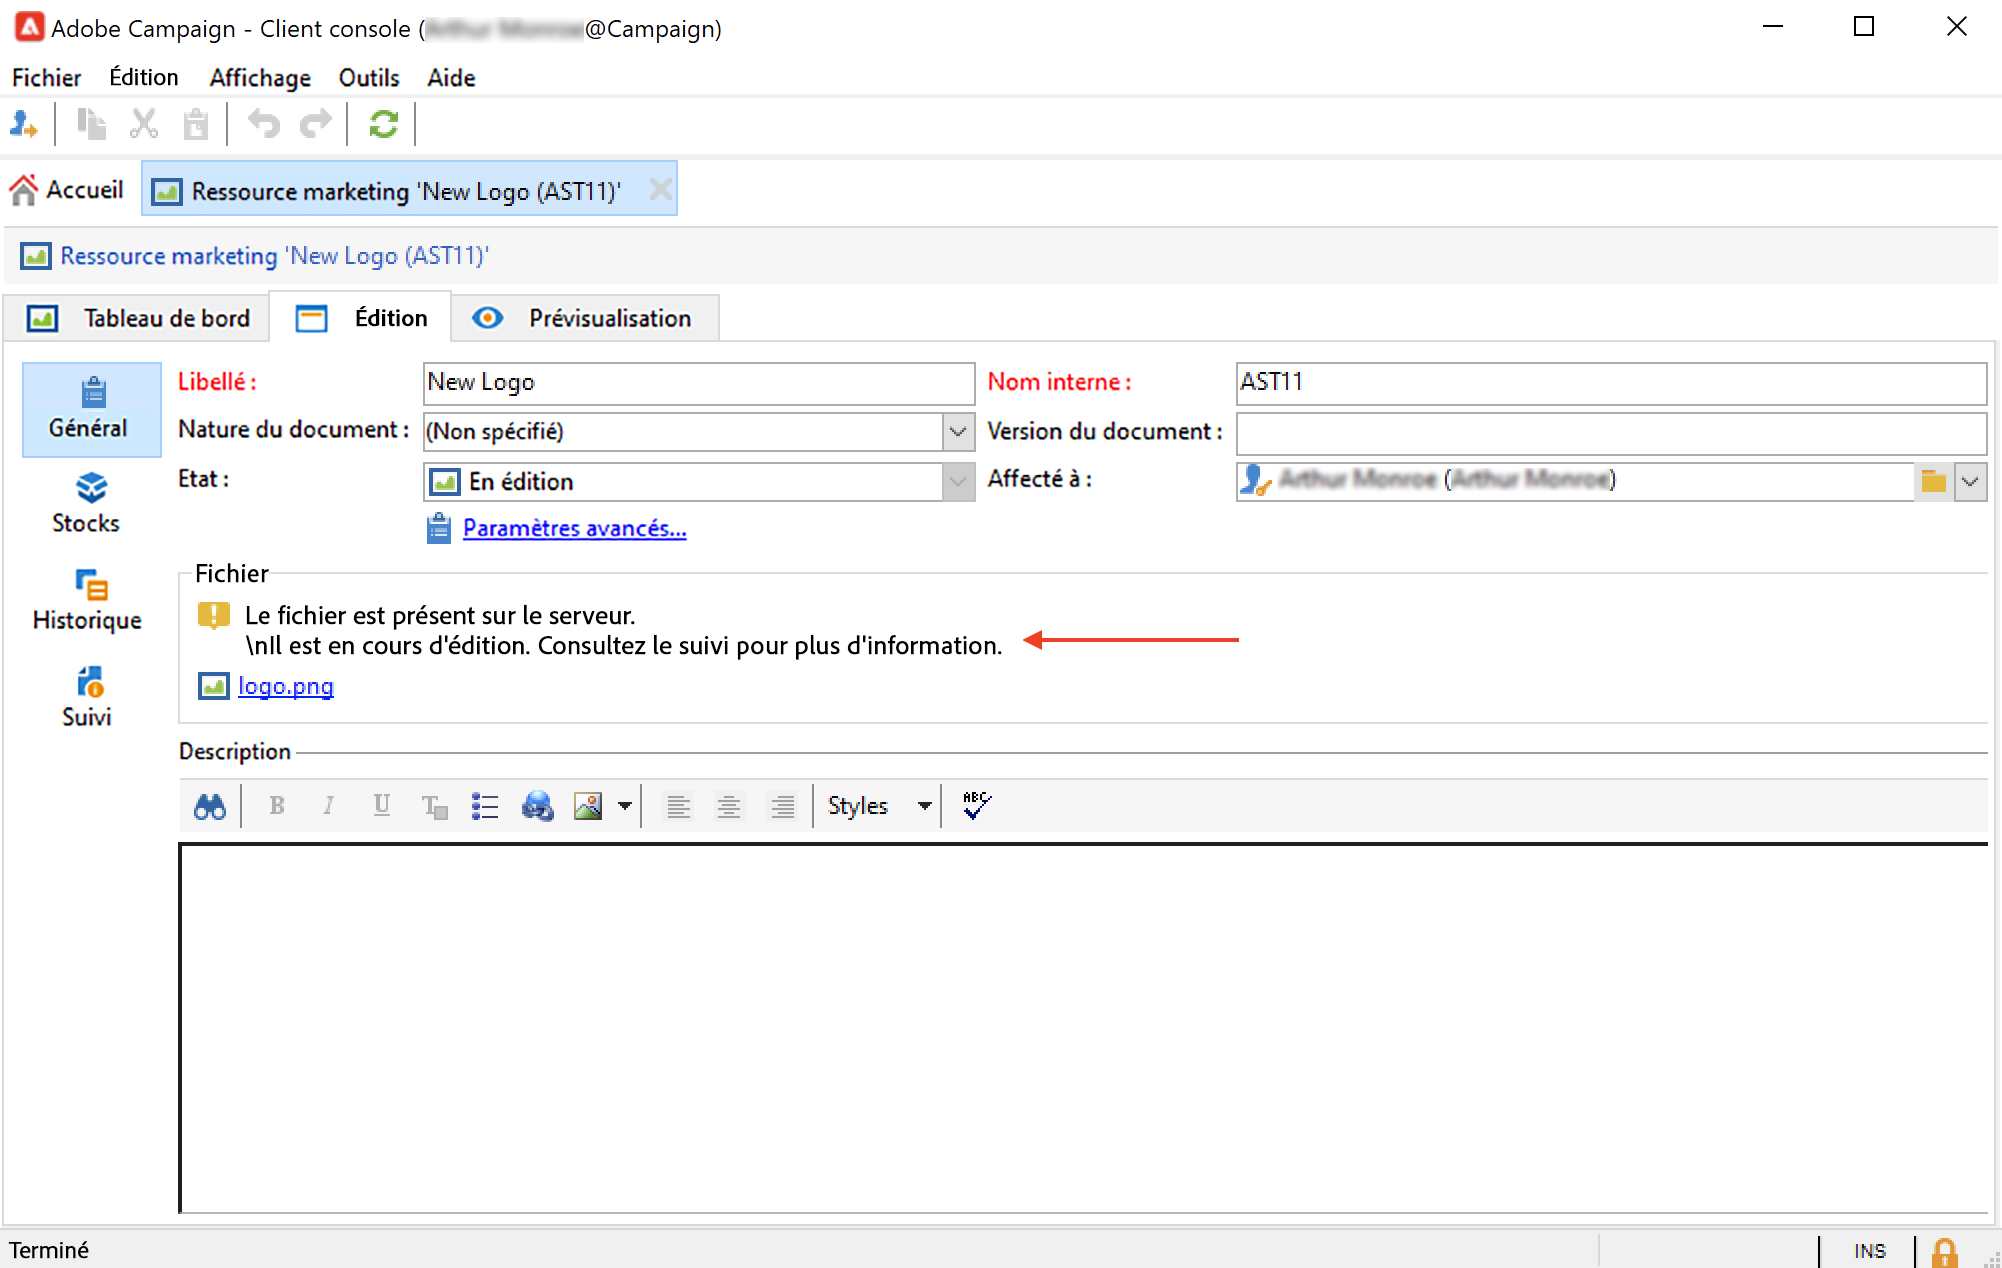 Adobe Campaign - Client console (@Campaign)
Fichier Édition Affichage Outils Aide
Accueil Ressource marketing 'New Logo (AST11)'
Ressource marketing 'New Logo (AST11)'
Tableau de bord Édition Prévisualisation
Général
Stocks
Historique
Suivi
Libellé : New Logo Nom interne : AST11
Nature du document : (Non spécifié) Version du document :
Etat : En édition Affecté à : ()
Paramètres avancés...
Fichier
Le fichier est présent sur le serveur.
\nIl est en cours d'édition. Consultez le suivi pour plus d'information.
logo.png
Description
B I U T Styles ABC
Terminé INS